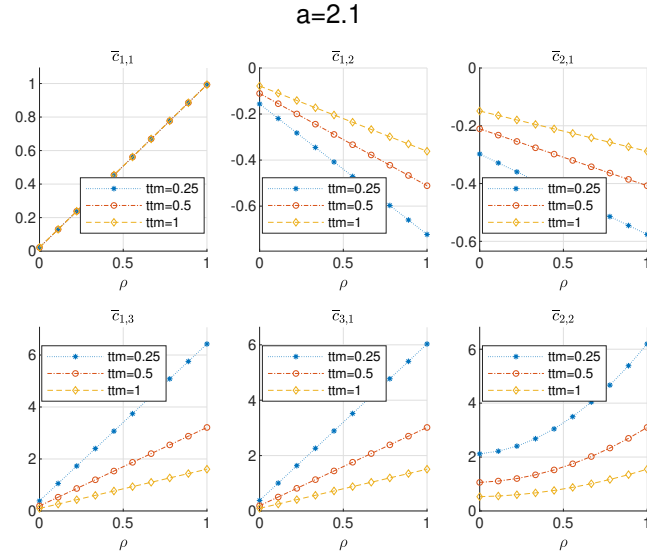 a=2.1
c̅1,1
1
0.8
0.6
0.4
0.2
0
0 0.5 1
ρ
ttm=0.25
ttm=0.5
ttm=1
c̅1,2
0
-0.2
-0.4
-0.6
0 0.5 1
ρ
ttm=0.25
ttm=0.5
ttm=1
c̅2,1
0
-0.2
-0.4
-0.6
0 0.5 1
ρ
ttm=0.25
ttm=0.5
ttm=1
c̅1,3
6
4
2
0
0 0.5 1
ρ
ttm=0.25
ttm=0.5
ttm=1
c̅3,1
6
4
2
0
0 0.5 1
ρ
ttm=0.25
ttm=0.5
ttm=1
c̅2,2
6
4
2
0
0 0.5 1
ρ
ttm=0.25
ttm=0.5
ttm=1